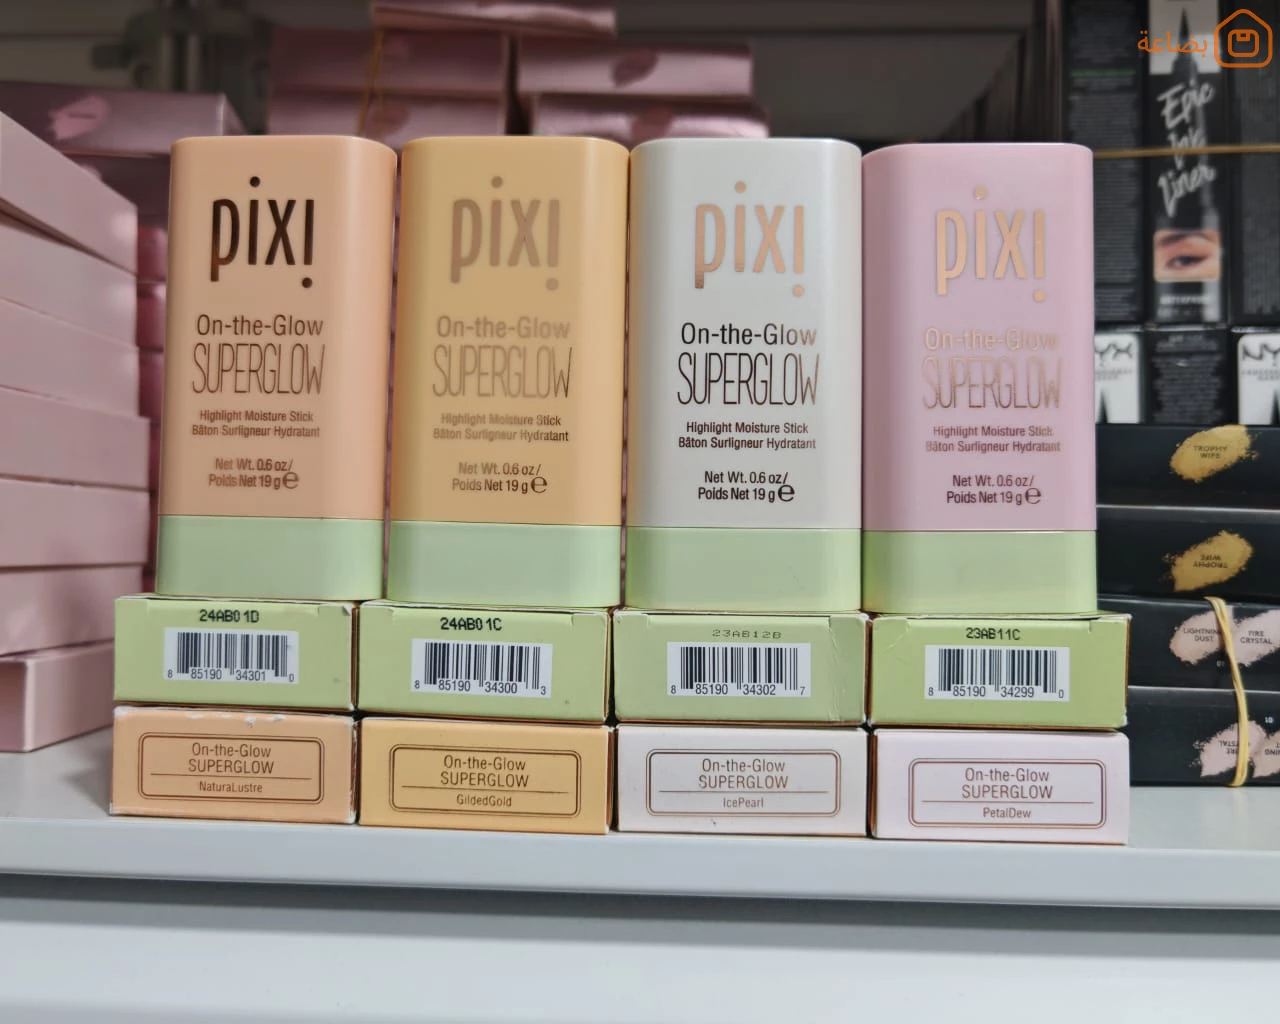 بضاعة
Epic
Ink
Liner
pixi
On-the-Glow
SUPERGLOW
Highlight Moisture Stick
Bâton Surligneur Hydratant
Net Wt. 0.6 oz/
Poids Net 19 g e
pixi
On-the-Glow
SUPERGLOW
Highlight Moisture Stick
Bâton Surligneur Hydratant
Net Wt. 0.6 oz/
Poids Net 19 g e
pixi
On-the-Glow
SUPERGLOW
Highlight Moisture Stick
Bâton Surligneur Hydratant
Net Wt. 0.6 oz/
Poids Net 19 g e
pixi
On-the-Glow
SUPERGLOW
Highlight Moisture Stick
Bâton Surligneur Hydratant
Net Wt. 0.6 oz/
Poids Net 19 g e
24AB01D
8 85190 34301 0
24AB01C
8 85190 34300 3
23AB12B
8 85190 34302 7
23AB11C
8 85190 34299 0
On-the-Glow
SUPERGLOW
NaturaLustre
On-the-Glow
SUPERGLOW
GildedGold
On-the-Glow
SUPERGLOW
IcePearl
On-the-Glow
SUPERGLOW
PetalDew
TROPHY
WIFE
TROPHY
WIFE
LIGHTNING
DUST
FIRE
CRYSTAL